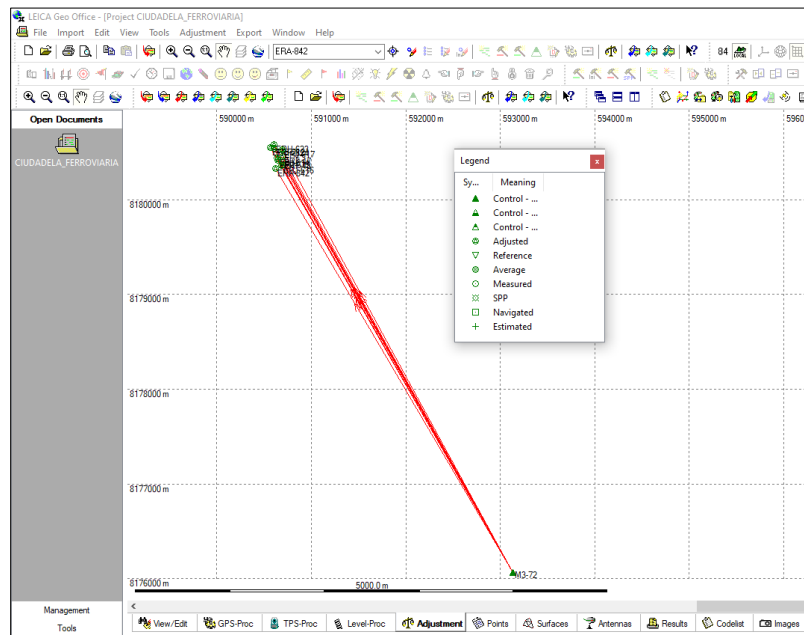 LEICA Geo Office - [Project CIUDADELA_FERROVIARIA]
File Import Edit View Tools Adjustment Export Window Help
ERA-842
84
LOCAL
Open Documents
CIUDADELA_FERROVIARIA
590000 m
591000 m
592000 m
593000 m
594000 m
595000 m
5960
Legend
Sy... Meaning
Control - ...
Control - ...
Control - ...
Adjusted
Reference
Average
Measured
SPP
Navigated
Estimated
8180000 m
8179000 m
8178000 m
8177000 m
8176000 m
M3-72
5000.0 m
Management
Tools
View/Edit GPS-Proc TPS-Proc Level-Proc Adjustment Points Surfaces Antennas Results Codelist Images